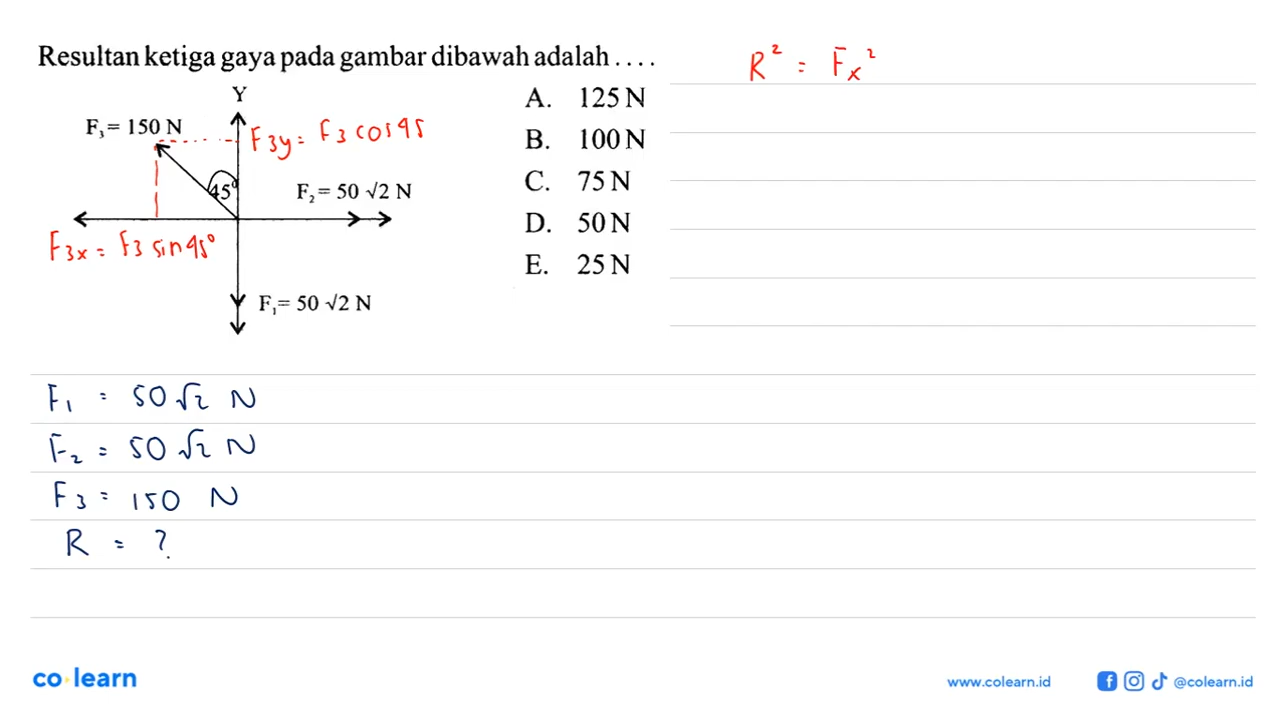 Resultan ketiga gaya pada gambar dibawah adalah . . . .
Y
F₃ = 150 N
F₃y = F₃ cos 45
45°
F₂ = 50 √2 N
F₃x = F₃ sin 45°
F₁ = 50 √2 N
A. 125 N
B. 100 N
C. 75 N
D. 50 N
E. 25 N
R² = Fx²
F₁ = 50 √2 N
F₂ = 50 √2 N
F₃ = 150 N
R = ?
co learn
www.colearn.id
@colearn.id